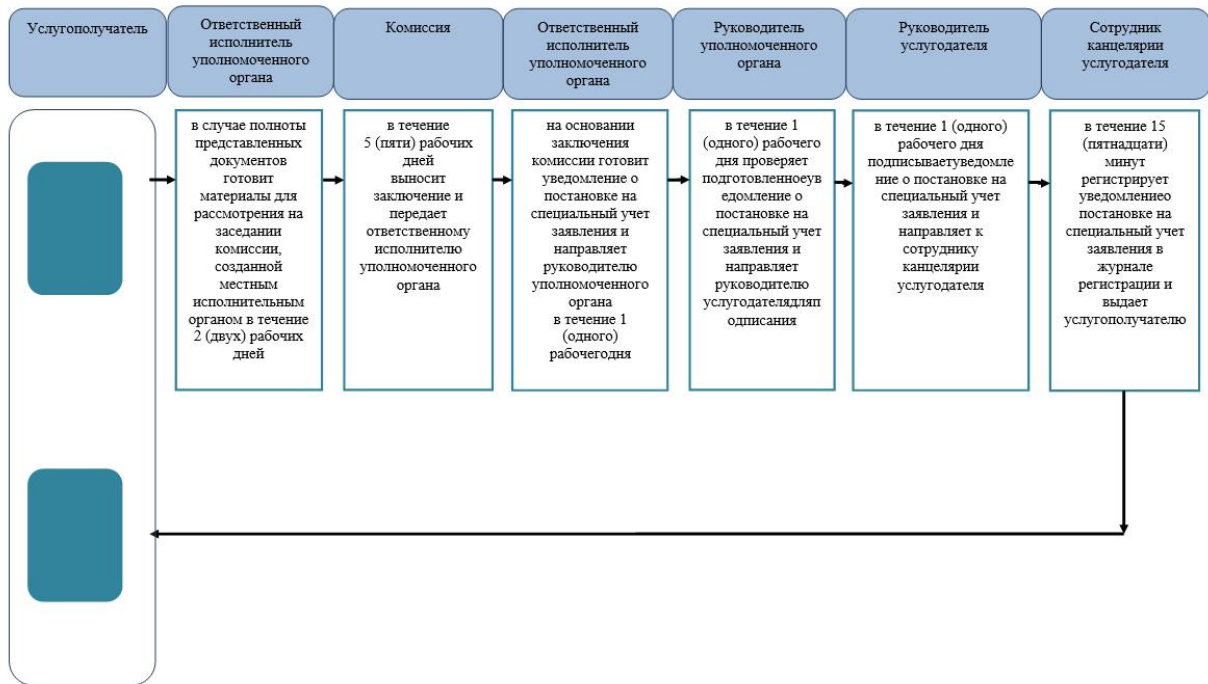 Услугополучатель
Ответственный
исполнитель
уполномоченного
органа
Комиссия
Ответственный
исполнитель
уполномоченного
органа
Руководитель
уполномоченного
органа
Руководитель
услугодателя
Сотрудник
канцелярии
услугодателя
в случае полноты
представленных
документов
готовит
материалы для
рассмотрения на
заседании
комиссии,
созданной
местным
исполнительным
органом в течение
2 (двух) рабочих
дней
в течение
5 (пяти) рабочих
дней
выносит
заключение и
передает
ответственному
исполнителю
уполномоченного
органа
на основании
заключения
комиссии готовит
уведомление о
постановке на
специальный учет
заявления и
направляет
руководителю
уполномоченного
органа
в течение 1
(одного)
рабочегодня
в течение 1
(одного) рабочего
дня проверяет
подготовленноеув
едомление о
постановке на
специальный учет
заявления и
направляет
руководителю
услугодателядляп
одписания
в течение 1 (одного)
рабочего дня
подписываетуведомле
ние о постановке на
специальный учет
заявления и
направляет к
сотруднику
канцелярии
услугодателя
в течение 15
(пятнадцати)
минут
регистрирует
уведомлениео
постановке на
специальный учет
заявления в
журнале
регистрации и
выдает
услугополучателю